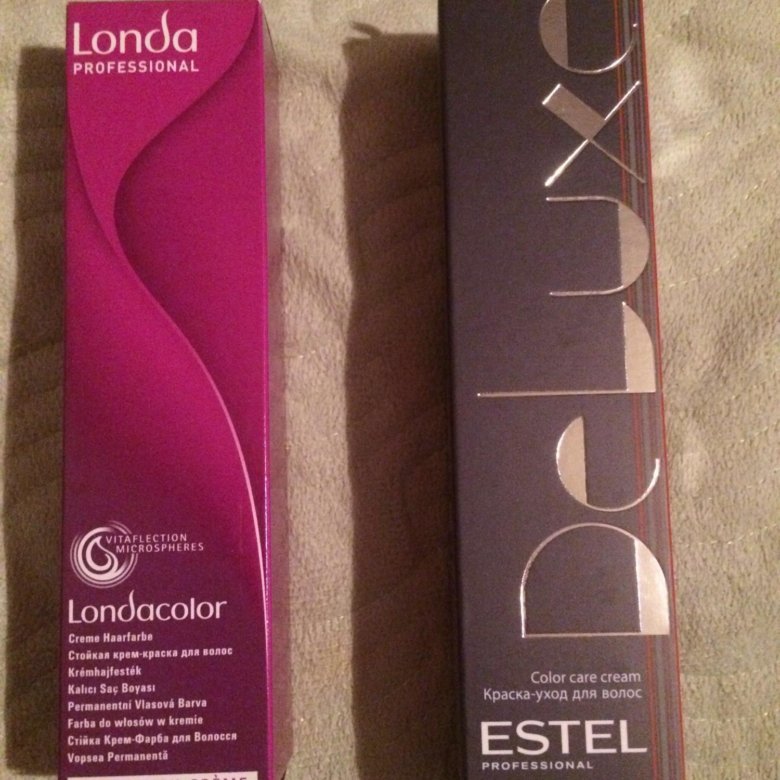 Londa
PROFESSIONAL
VITAFLECTION
MICROSPHERES
Londacolor
Creme Haarfarbe
Стойкая крем-краска для волос
Krémhajfesték
Kalıcı Saç Boyası
Permanentní Vlasová Barva
Farba do włosów w kremie
Стійка Крем-Фарба для Волосся
Vopsea Permanentă
DeLuxe
Color care cream
Краска-уход для волос
ESTEL
PROFESSIONAL